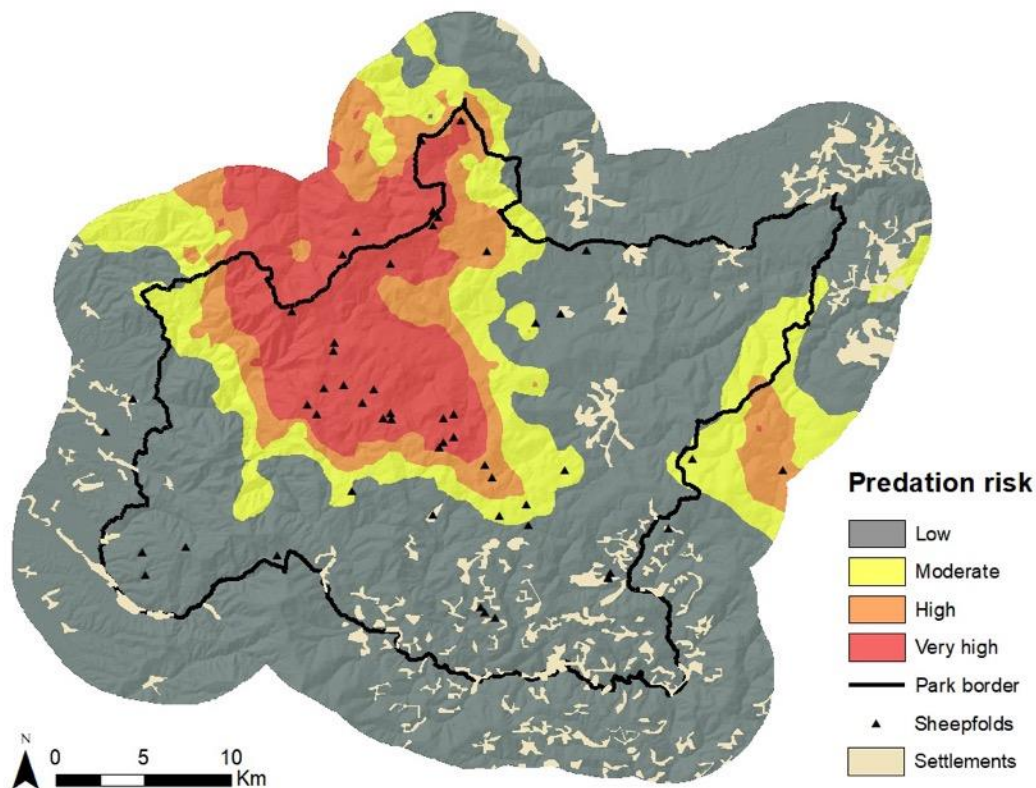 Predation risk
Low
Moderate
High
Very high
Park border
Sheepfolds
Settlements
N
0 5 10
Km